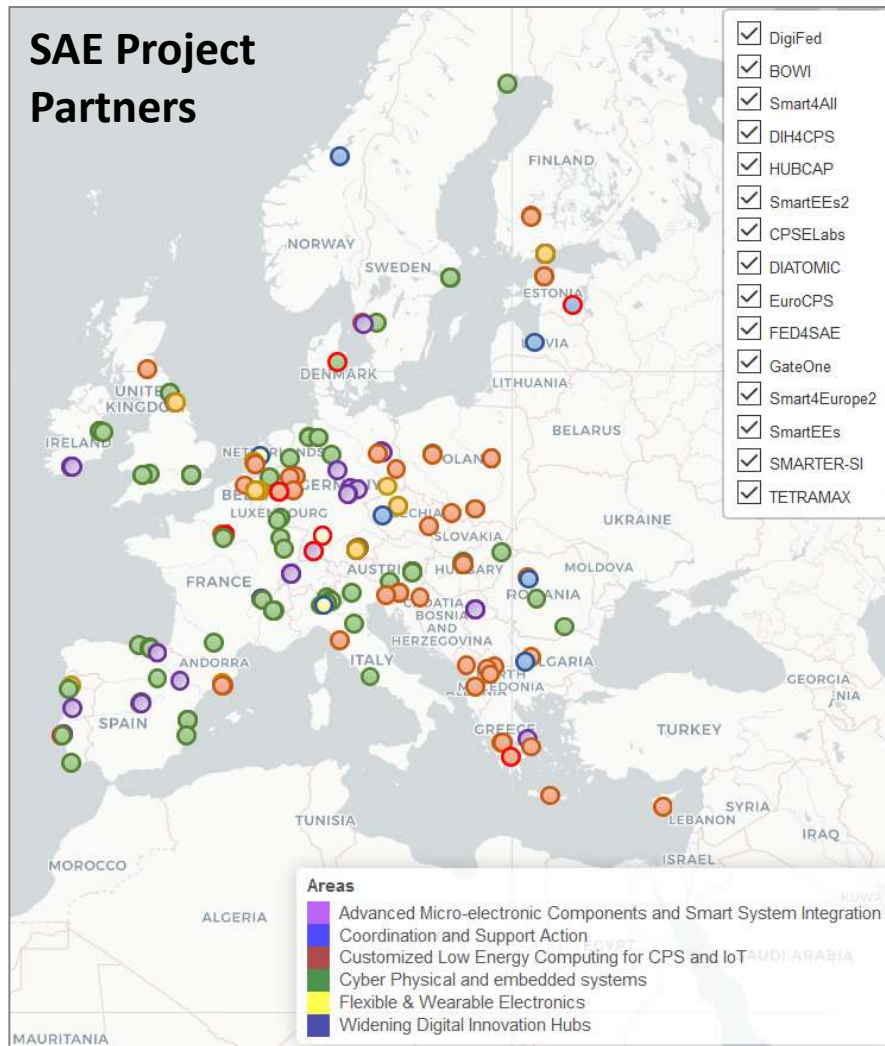 SAE Project
Partners
DigiFed
BOWI
Smart4All
DIH4CPS
HUBCAP
SmartEEs2
CPSELabs
DIATOMIC
EuroCPS
FED4SAE
GateOne
Smart4Europe2
SmartEEs
SMARTER-SI
TETRAMAX
FINLAND
NORWAY
SWEDEN
ESTONIA
DENMARK
LITHUANIA
BELARUS
IRELAND
LUXEMBOURG
UKRAINE
SLOVAKIA
MOLDOVA
FRANCE
BOSNIA
AND
HERZEGOVINA
ANDORRA
ITALY
GEORGIA
SPAIN
GREECE
TURKEY
SYRIA
LEBANON
TUNISIA
IRAQ
MOROCCO
ISRAEL
ALGERIA
MAURITANIA
Areas
Advanced Micro-electronic Components and Smart System Integration
Coordination and Support Action
Customized Low Energy Computing for CPS and IoT
Cyber Physical and embedded systems
Flexible & Wearable Electronics
Widening Digital Innovation Hubs